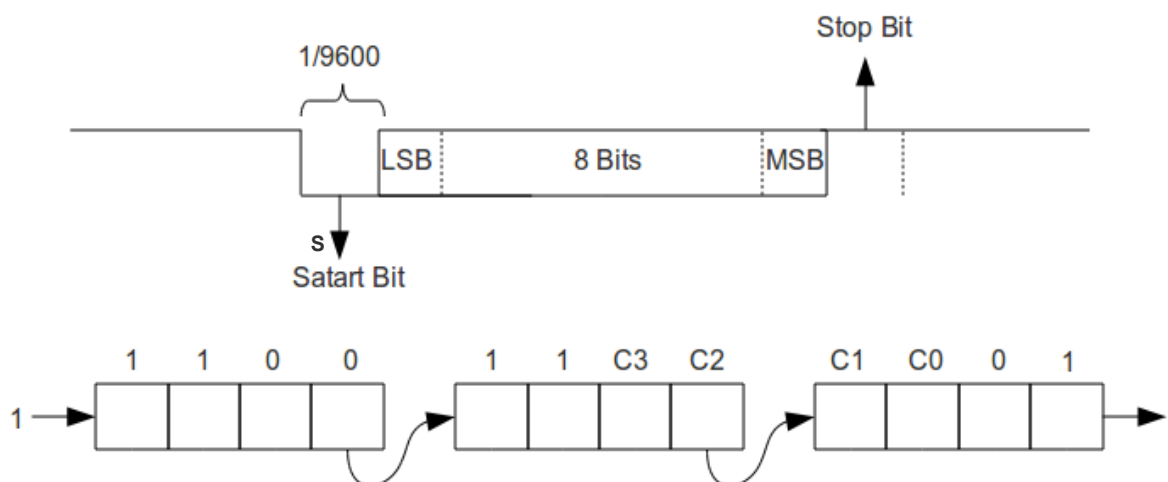 Stop Bit
1/9600
LSB 8 Bits MSB
S
Satart Bit
1 1 0 0 1 1 C3 C2 C1 C0 0 1
1